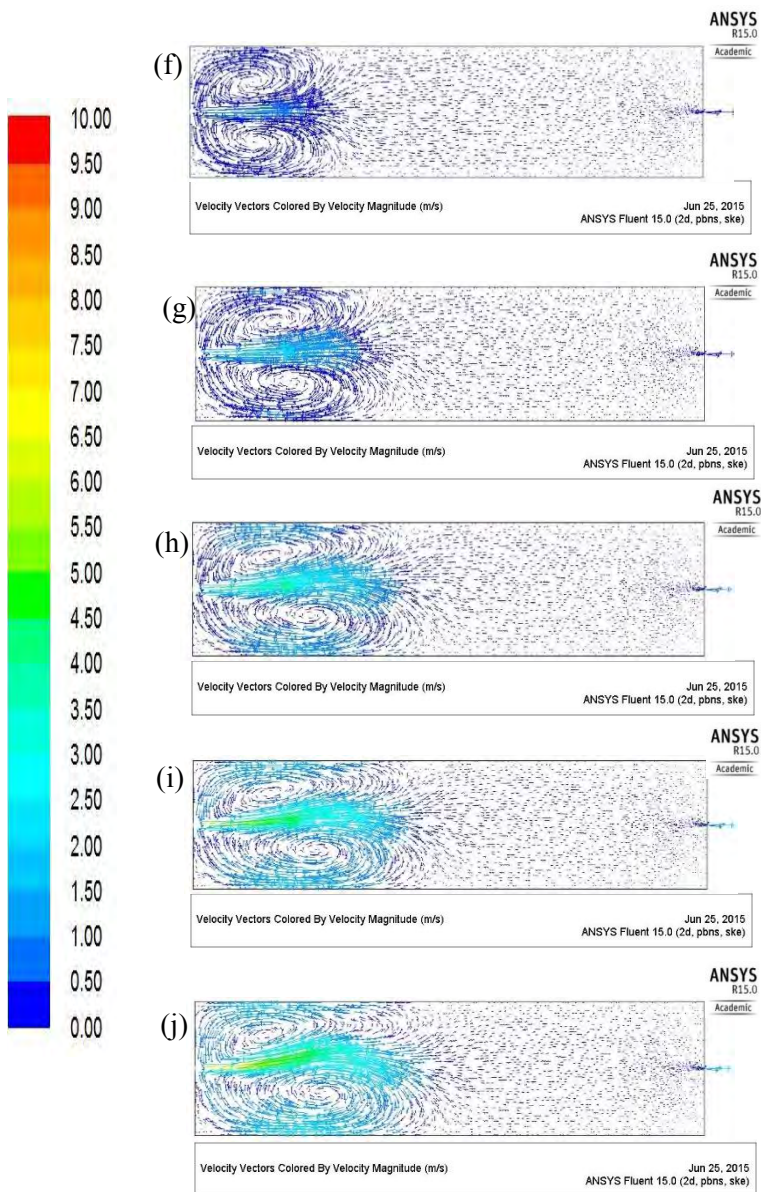 10.00
9.50
9.00
8.50
8.00
7.50
7.00
6.50
6.00
5.50
5.00
4.50
4.00
3.50
3.00
2.50
2.00
1.50
1.00
0.50
0.00
(f)
ANSYS
R15.0
Academic
Velocity Vectors Colored By Velocity Magnitude (m/s)
Jun 25, 2015
ANSYS Fluent 15.0 (2d, pbns, ske)
(g)
ANSYS
R15.0
Academic
Velocity Vectors Colored By Velocity Magnitude (m/s)
Jun 25, 2015
ANSYS Fluent 15.0 (2d, pbns, ske)
(h)
ANSYS
R15.0
Academic
Velocity Vectors Colored By Velocity Magnitude (m/s)
Jun 25, 2015
ANSYS Fluent 15.0 (2d, pbns, ske)
(i)
ANSYS
R15.0
Academic
Velocity Vectors Colored By Velocity Magnitude (m/s)
Jun 25, 2015
ANSYS Fluent 15.0 (2d, pbns, ske)
(j)
ANSYS
R15.0
Academic
Velocity Vectors Colored By Velocity Magnitude (m/s)
Jun 25, 2015
ANSYS Fluent 15.0 (2d, pbns, ske)